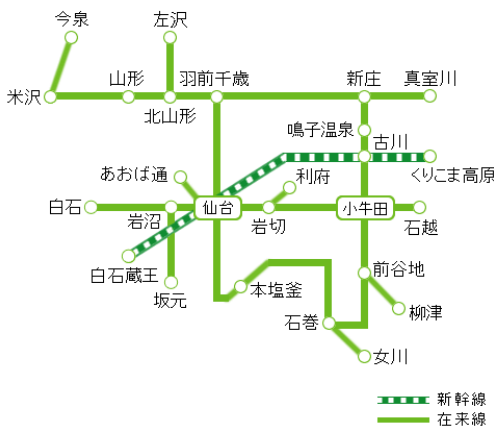 今泉
左沢
米沢
山形
北山形
羽前千歳
新庄
真室川
鳴子温泉
古川
くりこま高原
あおば通
利府
白石
岩沼
仙台
岩切
小牛田
石越
白石蔵王
坂元
本塩釜
前谷地
石巻
柳津
女川
新幹線
在来線